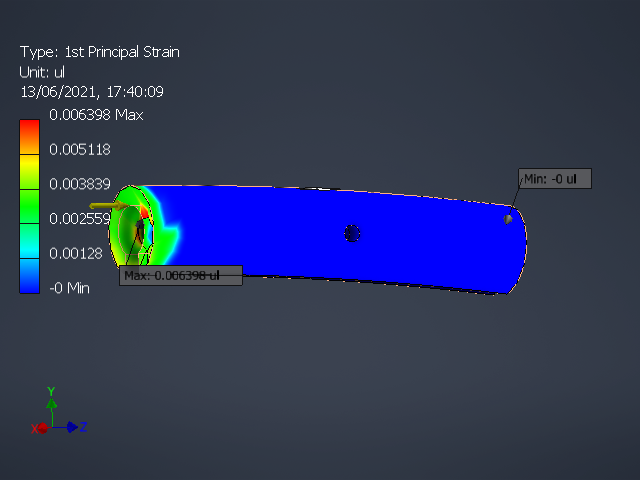 Type: 1st Principal Strain
Unit: ul
13/06/2021, 17:40:09
0.006398 Max
0.005118
0.003839
0.002559
0.00128
-0 Min
Min: -0 ul
Max: 0.006398 ul
Y
X
Z